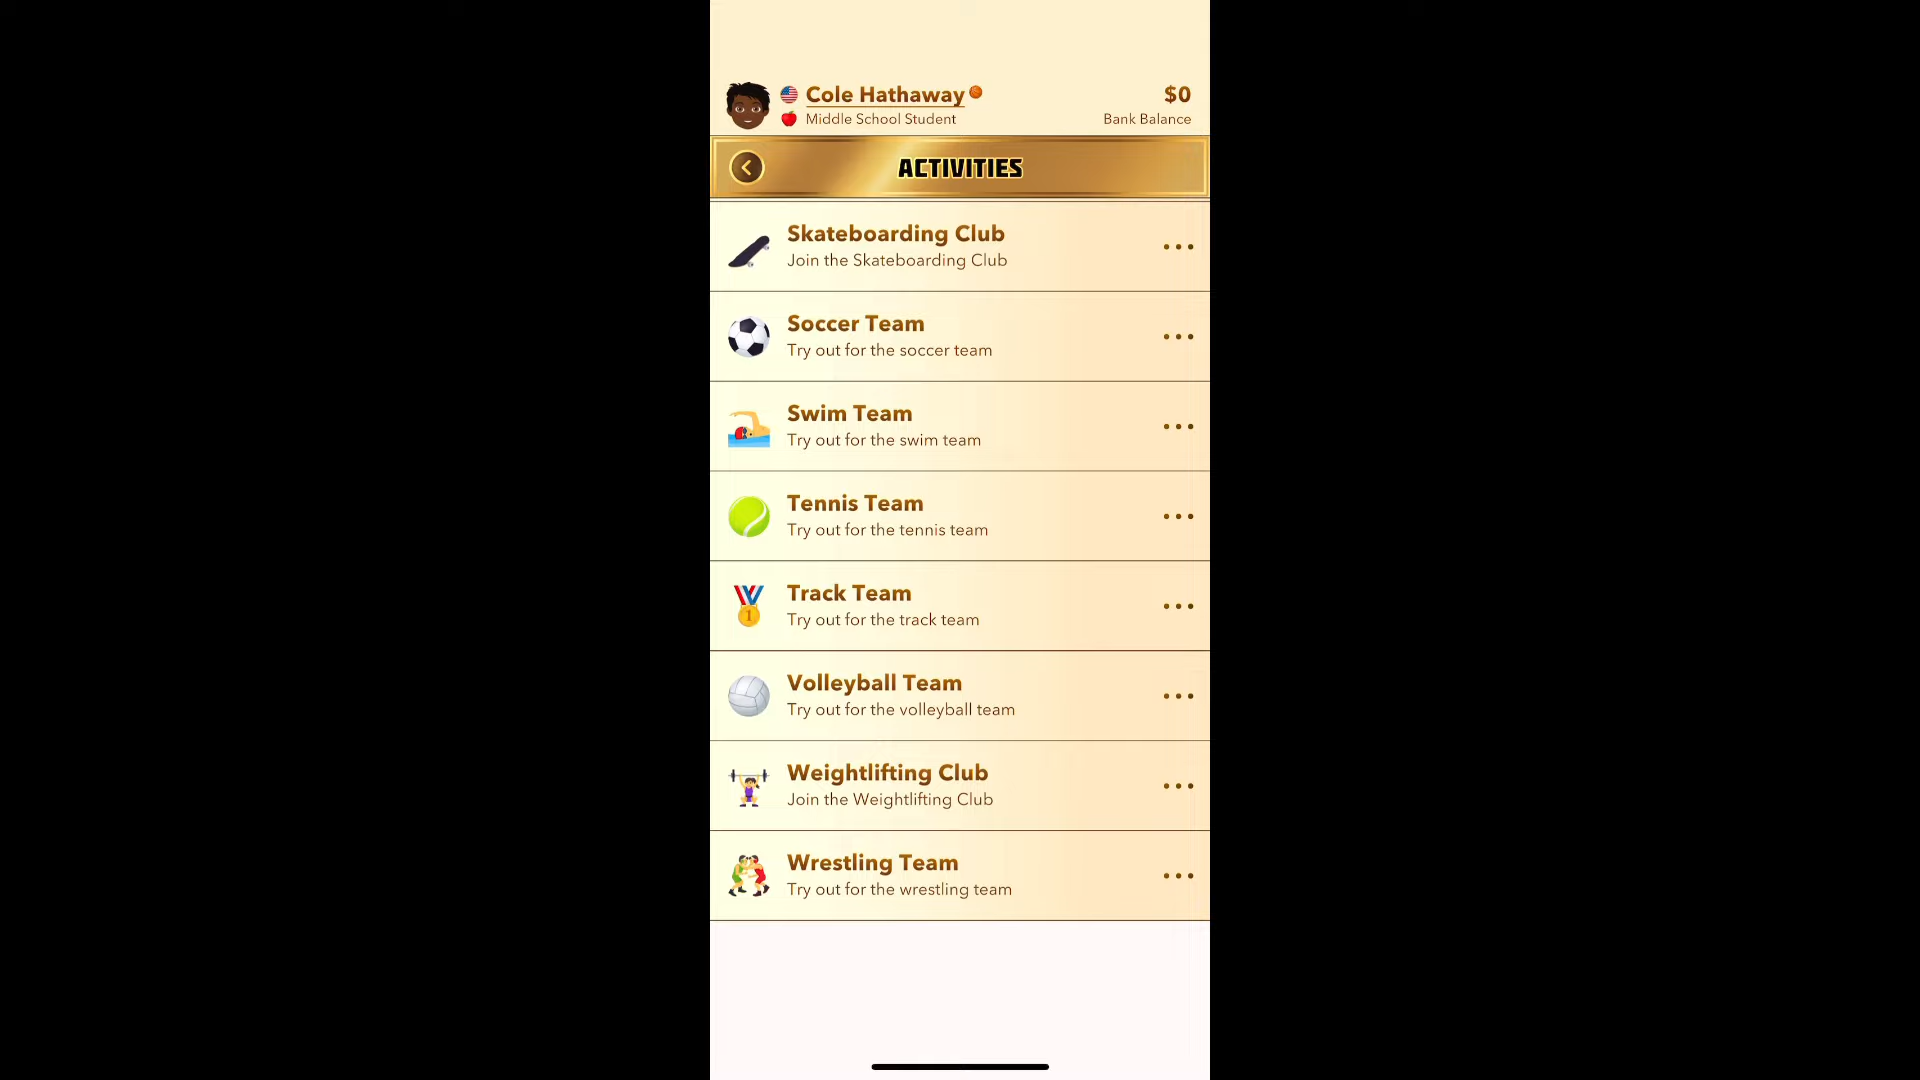 Cole Hathaway
$0
Middle School Student
Bank Balance
ACTIVITIES
Skateboarding Club
Join the Skateboarding Club
Soccer Team
Try out for the soccer team
Swim Team
Try out for the swim team
Tennis Team
Try out for the tennis team
1
Track Team
Try out for the track team
Volleyball Team
Try out for the volleyball team
Weightlifting Club
Join the Weightlifting Club
Wrestling Team
Try out for the wrestling team